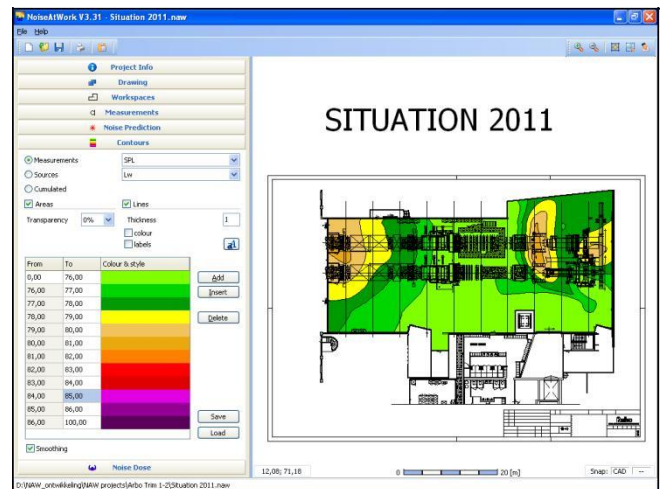 NoiseAtWork V3.31 - Situation 2011.naw
File Help
Project Info
Drawing
Workspaces
Measurements
Noise Prediction
Contours
Measurements SPL
Sources Lw
Cumulated
Areas Lines
Transparency 0% Thickness 1
colour
labels
From To Colour & style
0,00 76,00 Add
76,00 77,00 Insert
77,00 78,00
78,00 79,00 Delete
79,00 80,00
80,00 81,00
81,00 82,00
82,00 83,00
83,00 84,00
84,00 85,00
85,00 86,00 Save
86,00 100,00 Load
Smoothing
Noise Dose
SITUATION 2011
12,08; 71,18 0 20 [m] Snap: CAD --
D:\NAW_ontwikkeling\NAW projects\Arbo Trim 1-2\Situation 2011.naw